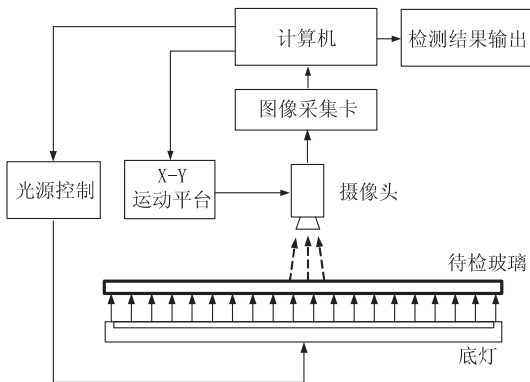 计算机
检测结果输出
图像采集卡
X-Y
运动平台
光源控制
摄像头
待检玻璃
底灯